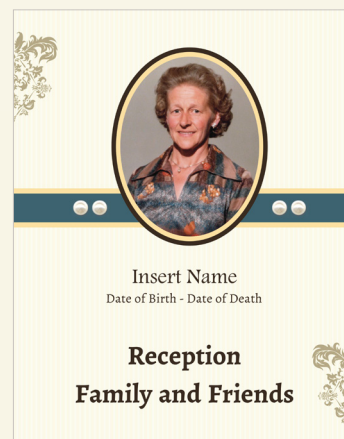 Insert Name
Date of Birth - Date of Death
Reception
Family and Friends